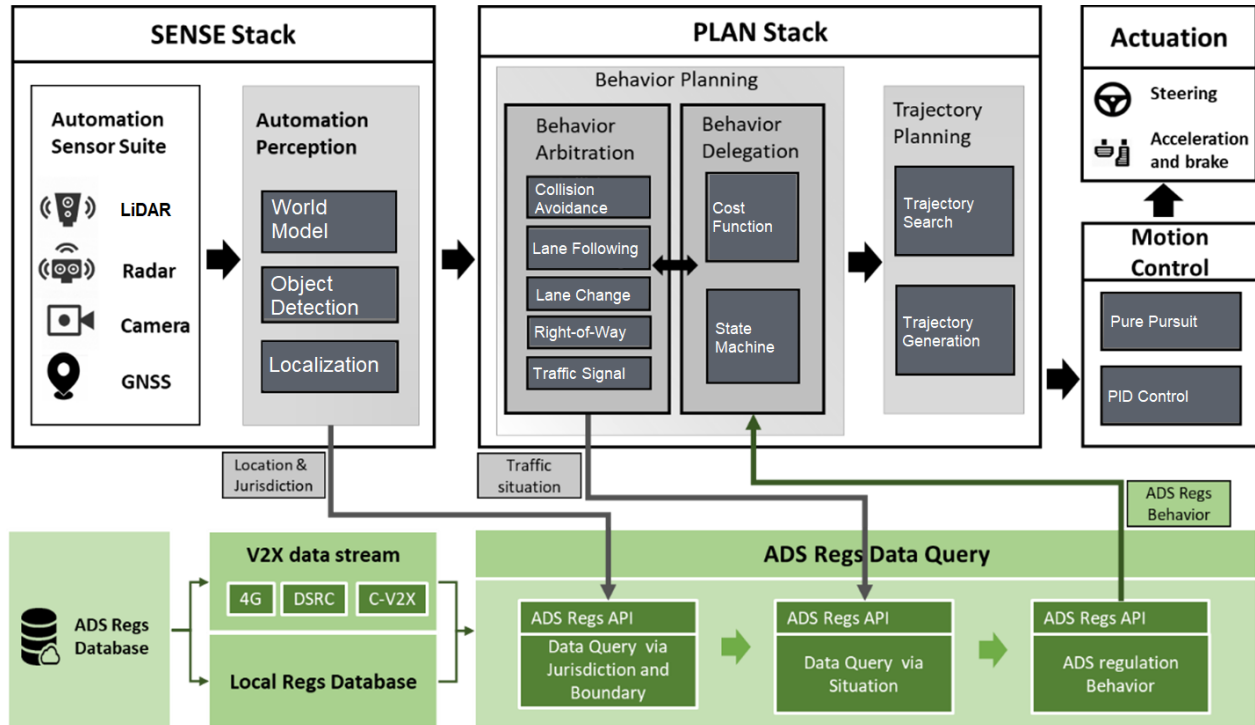 SENSE Stack
Automation
Sensor Suite
LiDAR
Radar
Camera
GNSS
Automation
Perception
World
Model
Object
Detection
Localization
PLAN Stack
Behavior Planning
Behavior
Arbitration
Collision
Avoidance
Lane Following
Lane Change
Right-of-Way
Traffic Signal
Behavior
Delegation
Cost
Function
State
Machine
Trajectory
Planning
Trajectory
Search
Trajectory
Generation
Actuation
Steering
Acceleration
and brake
Motion
Control
Pure Pursuit
PID Control
Location &
Jurisdiction
Traffic
situation
ADS Regs
Behavior
ADS Regs
Database
V2X data stream
4G
DSRC
C-V2X
Local Regs Database
ADS Regs Data Query
ADS Regs API
Data Query via
Jurisdiction and
Boundary
ADS Regs API
Data Query via
Situation
ADS Regs API
ADS regulation
Behavior